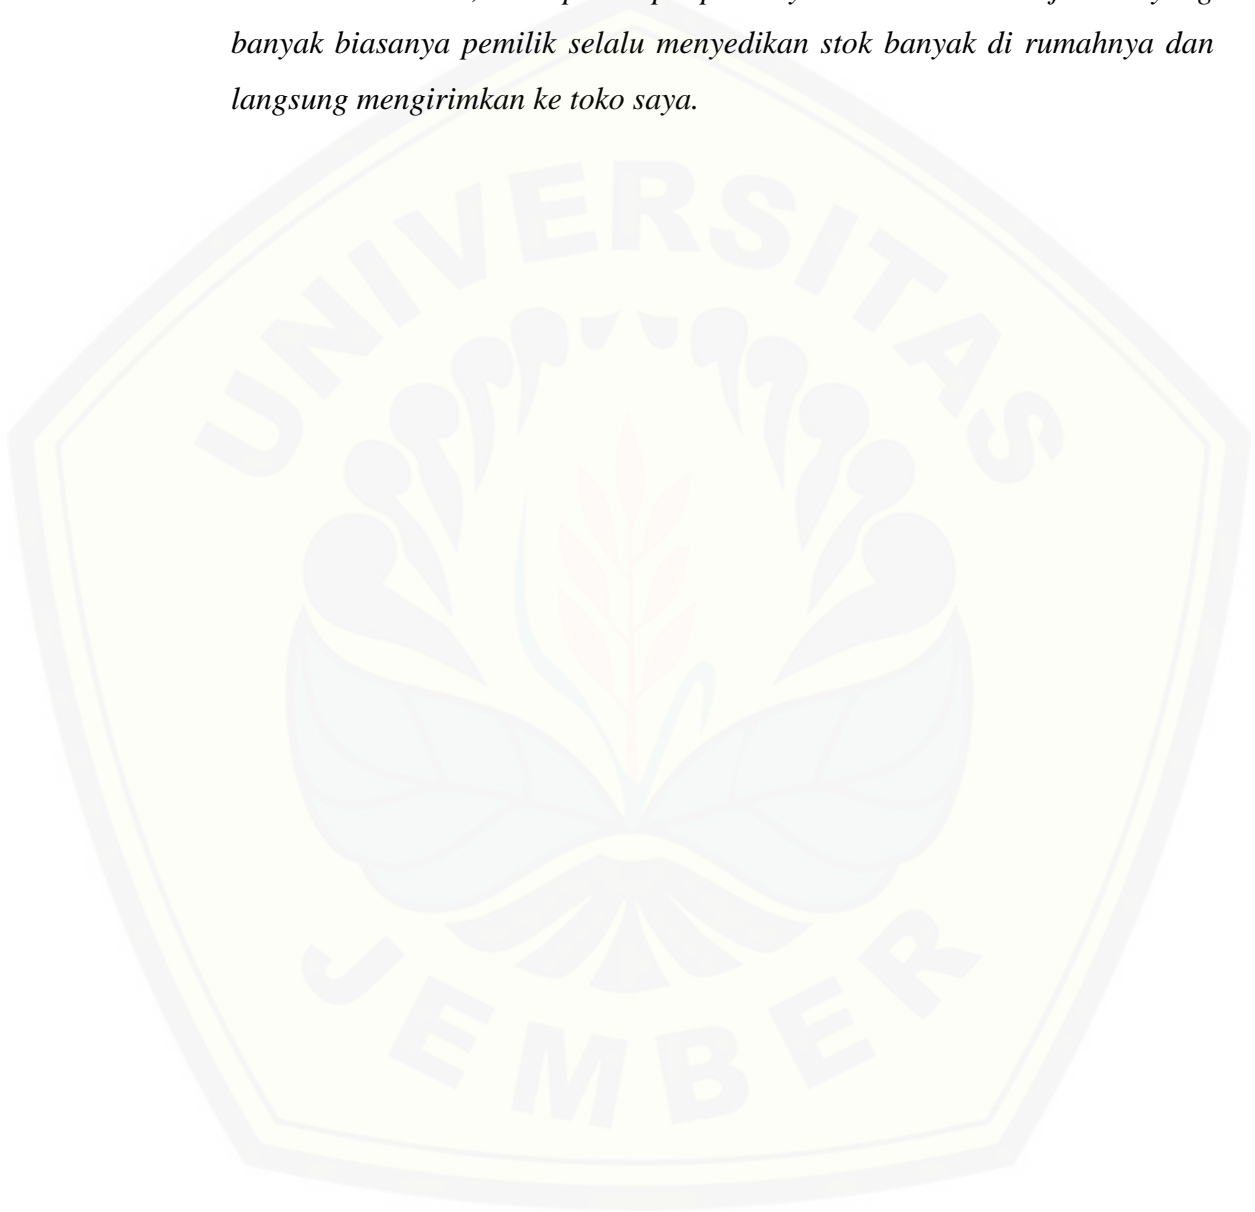 banyak biasanya pemilik selalu menyedikan stok banyak di rumahnya dan
langsung mengirimkan ke toko saya.
UNIVERSITAS
JEMBER